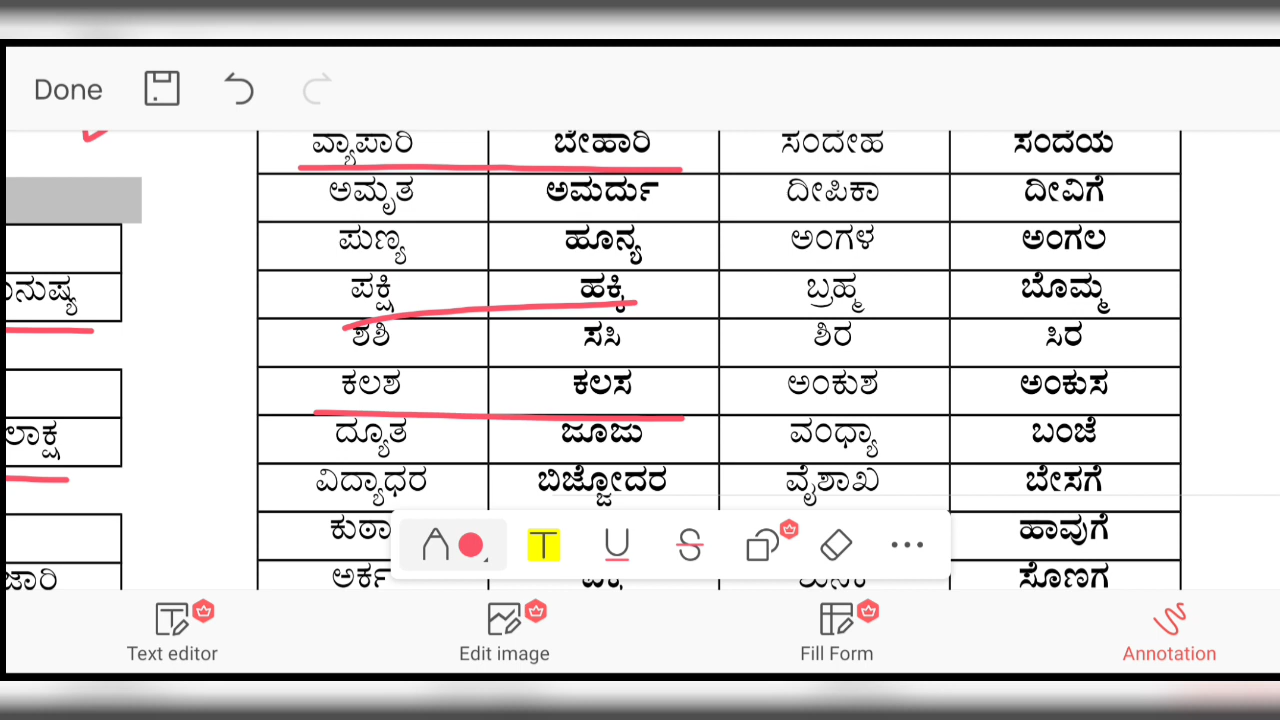 Done
ವ್ಯಾಪಾರಿ ಬೇಹಾರಿ ಸಂದೇಹ ಸಂದೆಯ
ಅಮೃತ ಅಮರ್ದು ದೀಪಿಕಾ ದೀವಿಗೆ
ಪುಣ್ಯ ಹೂನ್ಯ ಅಂಗಳ ಅಂಗಲ
ಪಕ್ಷಿ ಹಕ್ಕಿ ಬ್ರಹ್ಮ ಬೊಮ್ಮ
ಶಶಿ ಸಸಿ ಶಿರ ಸಿರ
ಕಲಶ ಕಲಸ ಅಂಕುಶ ಅಂಕುಸ
ದ್ಯೂತ ಜೂಜು ವಂಧ್ಯಾ ಬಂಜೆ
ವಿದ್ಯಾಧರ ಬಿಜ್ಜೋದರ ವೈಶಾಖ ಬೇಸಗೆ
ಹಾವುಗೆ
ಅರ್ಕ ಸೊಣಗ
Text editor Edit image Fill Form Annotation